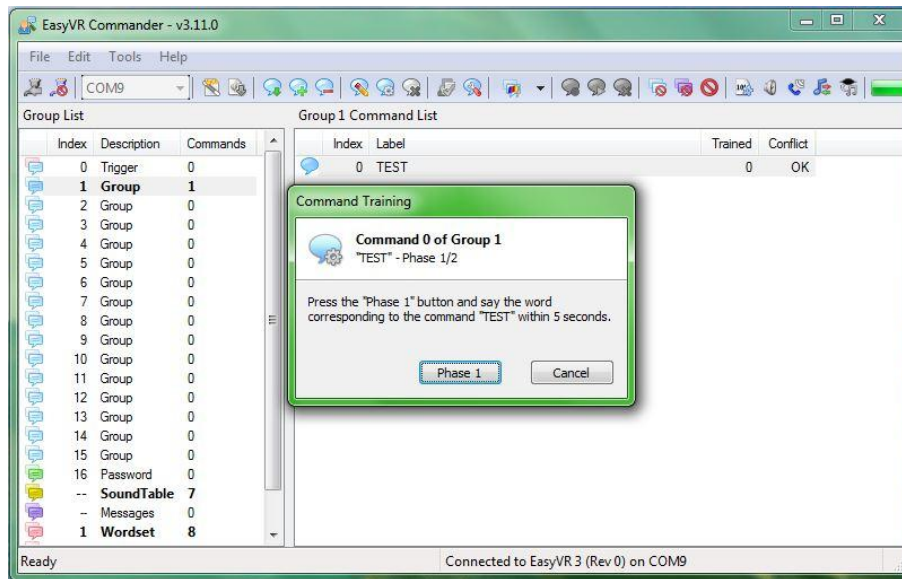 EasyVR Commander - v3.11.0
File Edit Tools Help
COM9
Group List
Group 1 Command List
Index Description Commands
Index Label Trained Conflict
0 Trigger 0
0 TEST 0 OK
1 Group 1
2 Group 0
3 Group 0
4 Group 0
5 Group 0
6 Group 0
7 Group 0
8 Group 0
9 Group 0
10 Group 0
11 Group 0
12 Group 0
13 Group 0
14 Group 0
15 Group 0
16 Password 0
-- SoundTable 7
-- Messages 0
1 Wordset 8
Command Training
Command 0 of Group 1
"TEST" - Phase 1/2
Press the "Phase 1" button and say the word
corresponding to the command "TEST" within 5 seconds.
Phase 1 Cancel
Ready
Connected to EasyVR 3 (Rev 0) on COM9